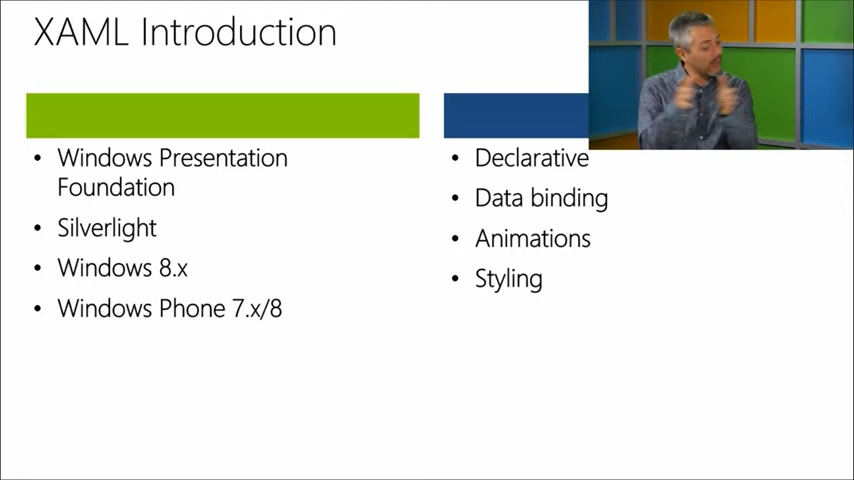 XAML Introduction
• Windows Presentation
Foundation
• Silverlight
• Windows 8.x
• Windows Phone 7.x/8
• Declarative
• Data binding
• Animations
• Styling